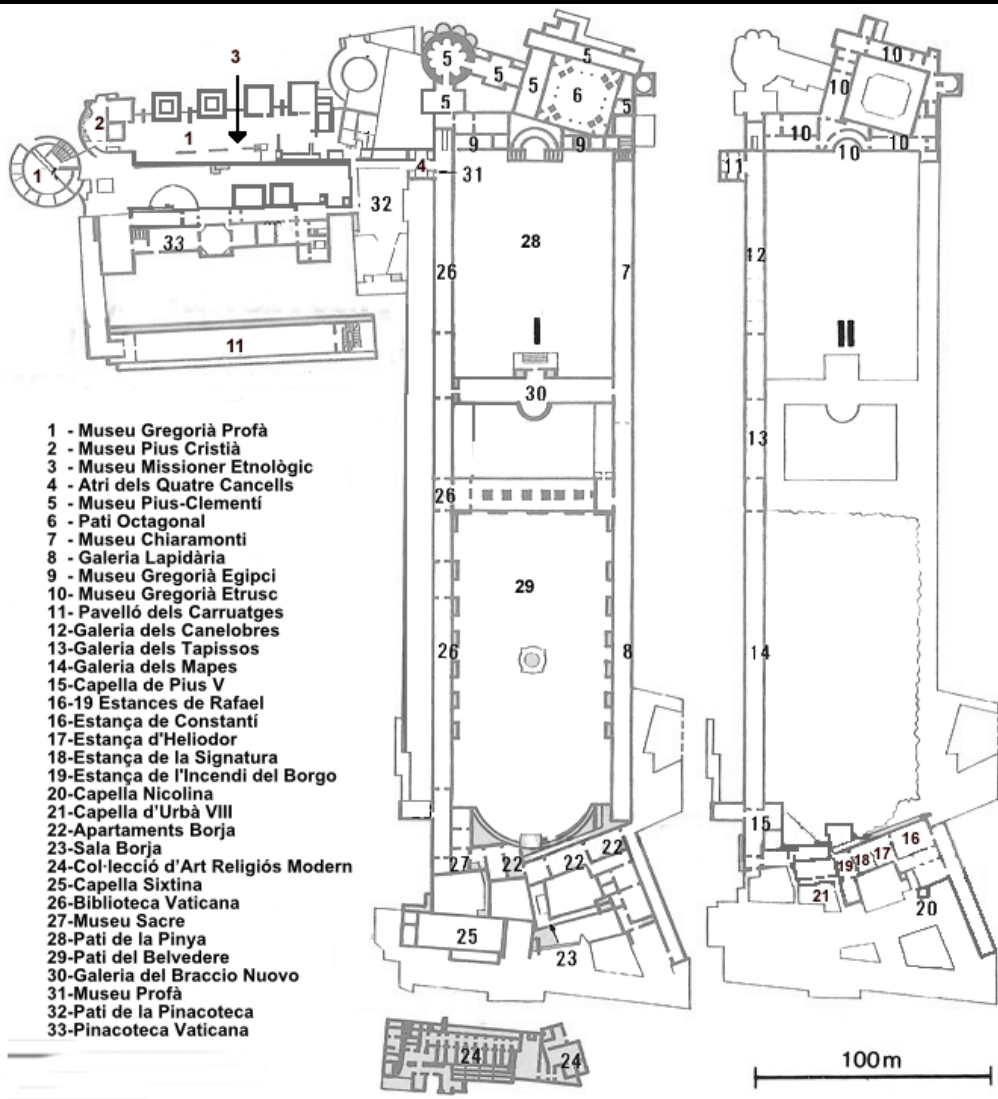 3
5
5
5
5
6
5
5
10
10
10
10
10
2
1
1
9
9
4
31
11
32
33
28
26
7
12
11
30
13
26
29
26
8
14
15
16
17
18
19
27
22
22
22
21
20
25
23
24
24
1 - Museu Gregorià Profà
2 - Museu Pius Cristià
3 - Museu Missioner Etnològic
4 - Atri dels Quatre Cancells
5 - Museu Pius-Clementí
6 - Pati Octagonal
7 - Museu Chiaramonti
8 - Galeria Lapidària
9 - Museu Gregorià Egipci
10- Museu Gregorià Etrusc
11- Pavelló dels Carruatges
12-Galeria dels Canelobres
13-Galeria dels Tapissos
14-Galeria dels Mapes
15-Capella de Pius V
16-19 Estances de Rafael
16-Estança de Constantí
17-Estança d'Heliodor
18-Estança de la Signatura
19-Estança de l'Incendi del Borgo
20-Capella Nicolina
21-Capella d'Urbà VIII
22-Apartaments Borja
23-Sala Borja
24-Col·lecció d'Art Religiós Modern
25-Capella Sixtina
26-Biblioteca Vaticana
27-Museu Sacre
28-Pati de la Pinya
29-Pati del Belvedere
30-Galeria del Braccio Nuovo
31-Museu Profà
32-Pati de la Pinacoteca
33-Pinacoteca Vaticana
I
II
100 m